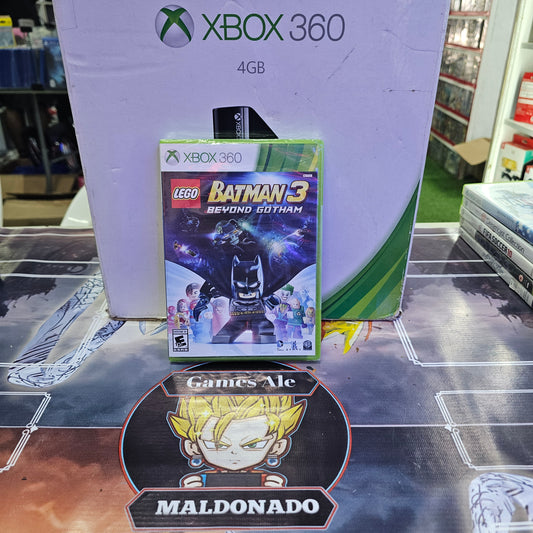 XBOX 360
4GB
XBOX 360
LEGO
BATMAN 3
BEYOND GOTHAM
Games Ale
MALDONADO